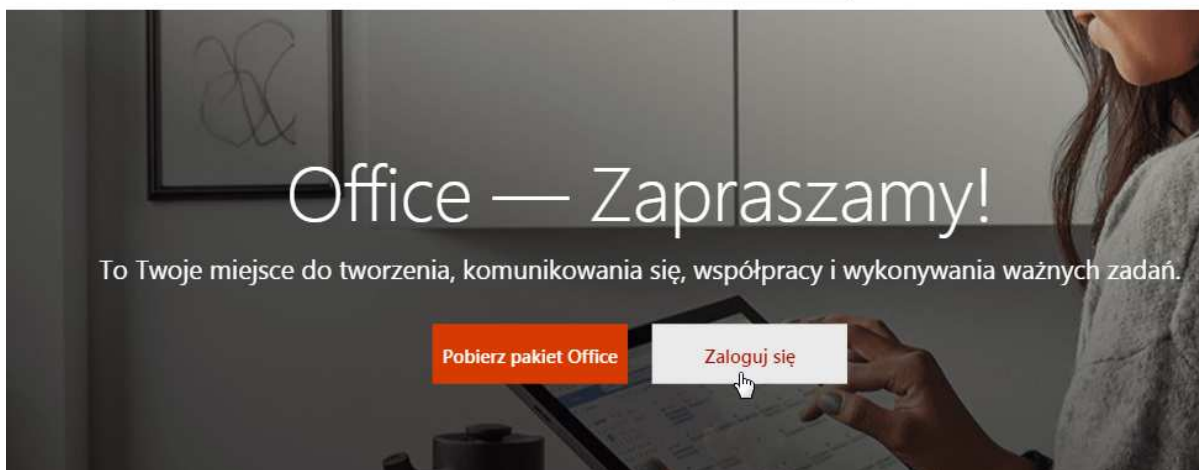 Office — Zapraszamy!
To Twoje miejsce do tworzenia, komunikowania się, współpracy i wykonywania ważnych zadań.
Pobierz pakiet Office
Zaloguj się